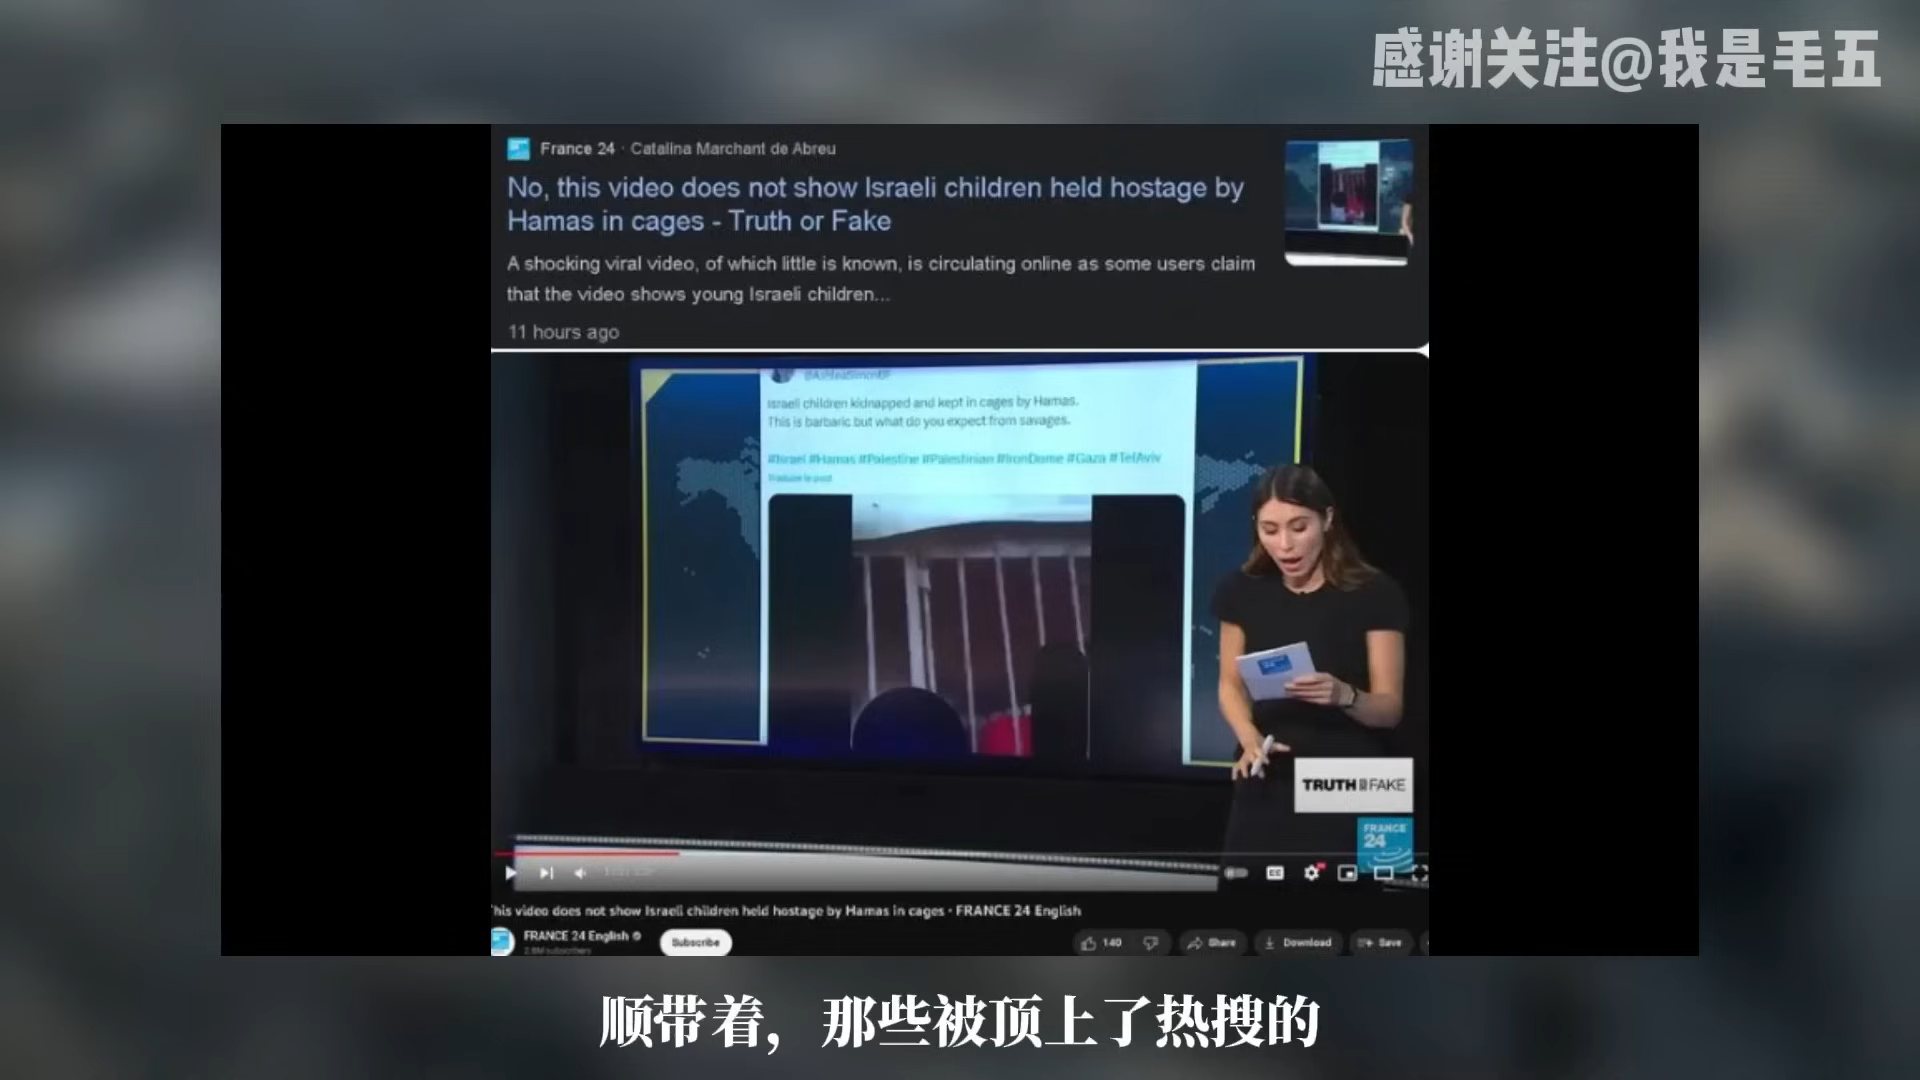 感谢关注@我是毛五
France 24 · Catalina Marchant de Abreu
No, this video does not show Israeli children held hostage by
Hamas in cages - Truth or Fake
A shocking viral video, of which little is known, is circulating online as some users claim
that the video shows young Israeli children...
11 hours ago
Israeli children kidnapped and kept in cages by Hamas.
This is barbaric but what do you expect from savages.
#Israel #Hamas #Palestine #Palestinian #IronDome #Gaza #TelAviv
TRUTH OR FAKE
FRANCE
24
his video does not show Israeli children held hostage by Hamas in cages • FRANCE 24 English
FRANCE 24 English
Subscribe
140
Share
Download
Save
顺带着，那些被顶上了热搜的